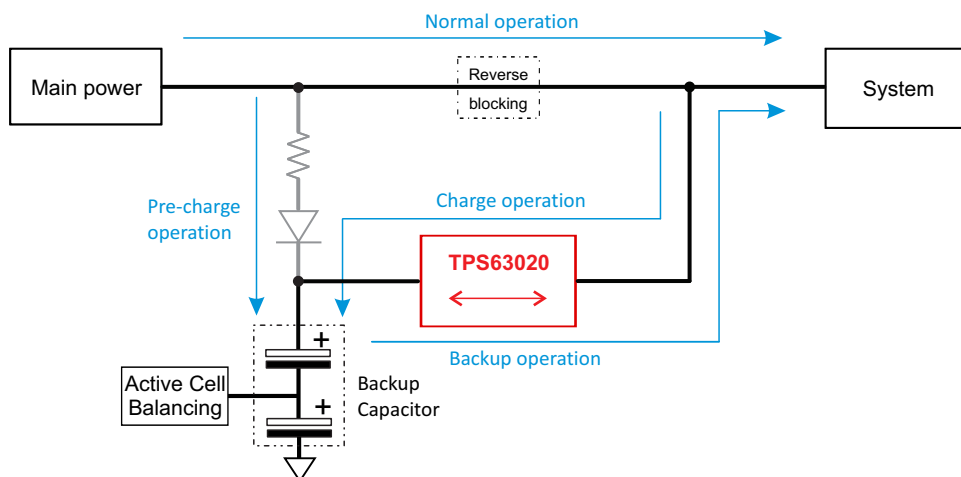 Normal operation
Main power
Reverse
blocking
System
Pre-charge
operation
Charge operation
TPS63020
Backup operation
+
Active Cell
Balancing
Backup
Capacitor
+